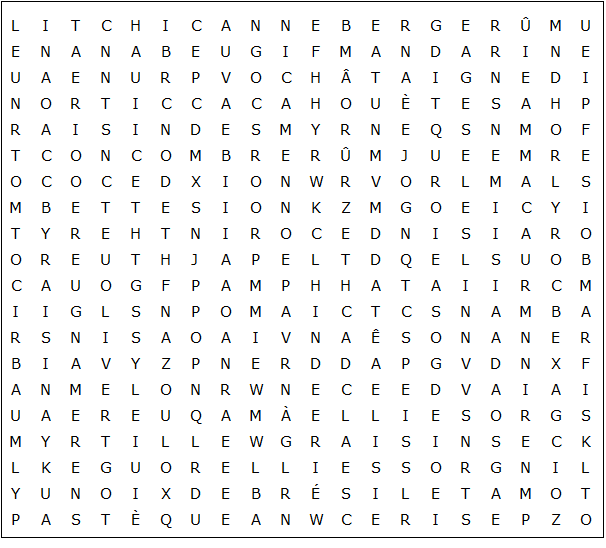 L I T C H I C A N N E B E R G E R Û M U
E N A N A B E U G I F M A N D A R I N E
U A E N U R P V O C H Â T A I G N E D I
N O R T I C C A C A H O U È T E S A H P
R A I S I N D E S M Y R N E Q S N M O F
T C O N C O M B R E R Û M J U E E M R E
O C O C E D X I O N W R V O R L M A L S
M B E T T E S I O N K Z M G O E I C Y I
T Y R E H T N I R O C E D N I S I A R O
O R E U T H J A P E L T D Q E L S U O B
C A U O G F P A M P H H A T A I I R C M
I I G L S N P O M A I C T C S N A M B A
R S N I S A O A I V N A Ê S O N A N E R
B I A V Y Z P N E R D D A P G V D N X F
A N M E L O N R W N E C E E D V A I A I
U A E R E U Q A M À E L L I E S O R G S
M Y R T I L L E W G R A I S I N S E C K
L K E G U O R E L L I E S S O R G N I L
Y U N O I X D E B R É S I L E T A M O T
P A S T È Q U E A N W C E R I S E P Z O